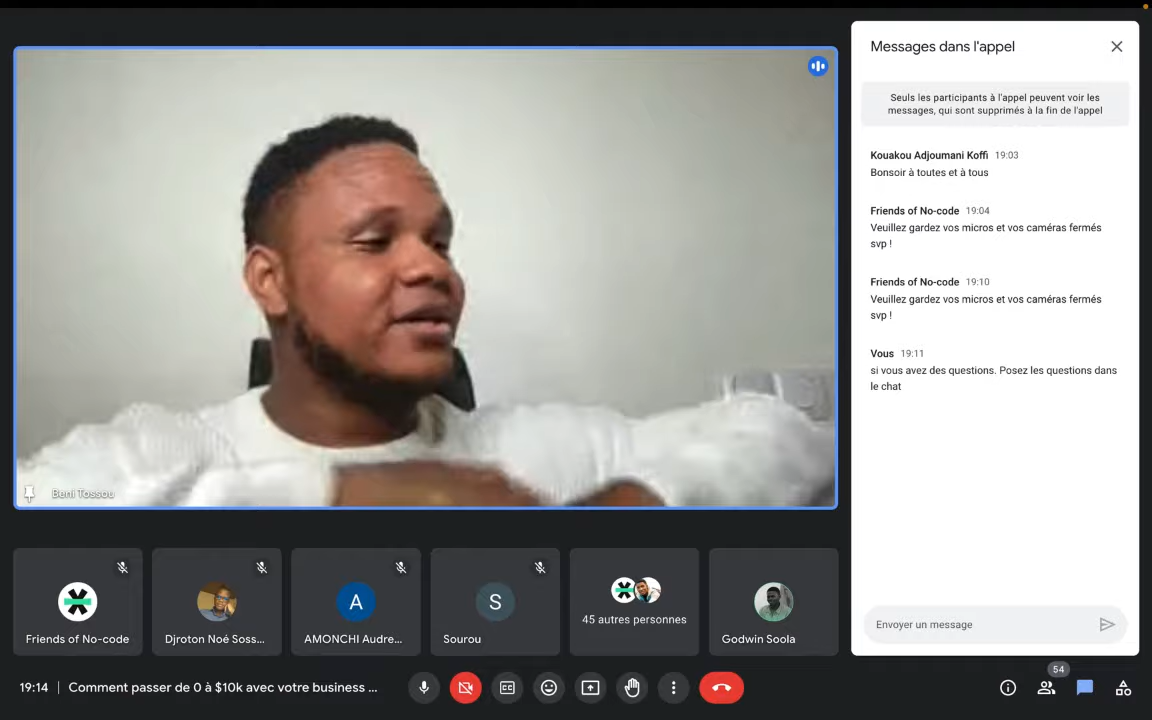 Messages dans l'appel
Seuls les participants à l'appel peuvent voir les
messages, qui sont supprimés à la fin de l'appel
Kouakou Adjoumani Koffi 19:03
Bonsoir à toutes et à tous
Friends of No-code 19:04
Veuillez gardez vos micros et vos caméras fermés
svp !
Friends of No-code 19:10
Veuillez gardez vos micros et vos caméras fermés
svp !
Vous 19:11
si vous avez des questions. Posez les questions dans
le chat
Envoyer un message
Beni Tossou
Friends of No-code
Djroton Noé Soss...
A
AMONCHI Audre...
S
Sourou
45 autres personnes
Godwin Soola
19:14 | Comment passer de 0 à $10k avec votre business ...
54